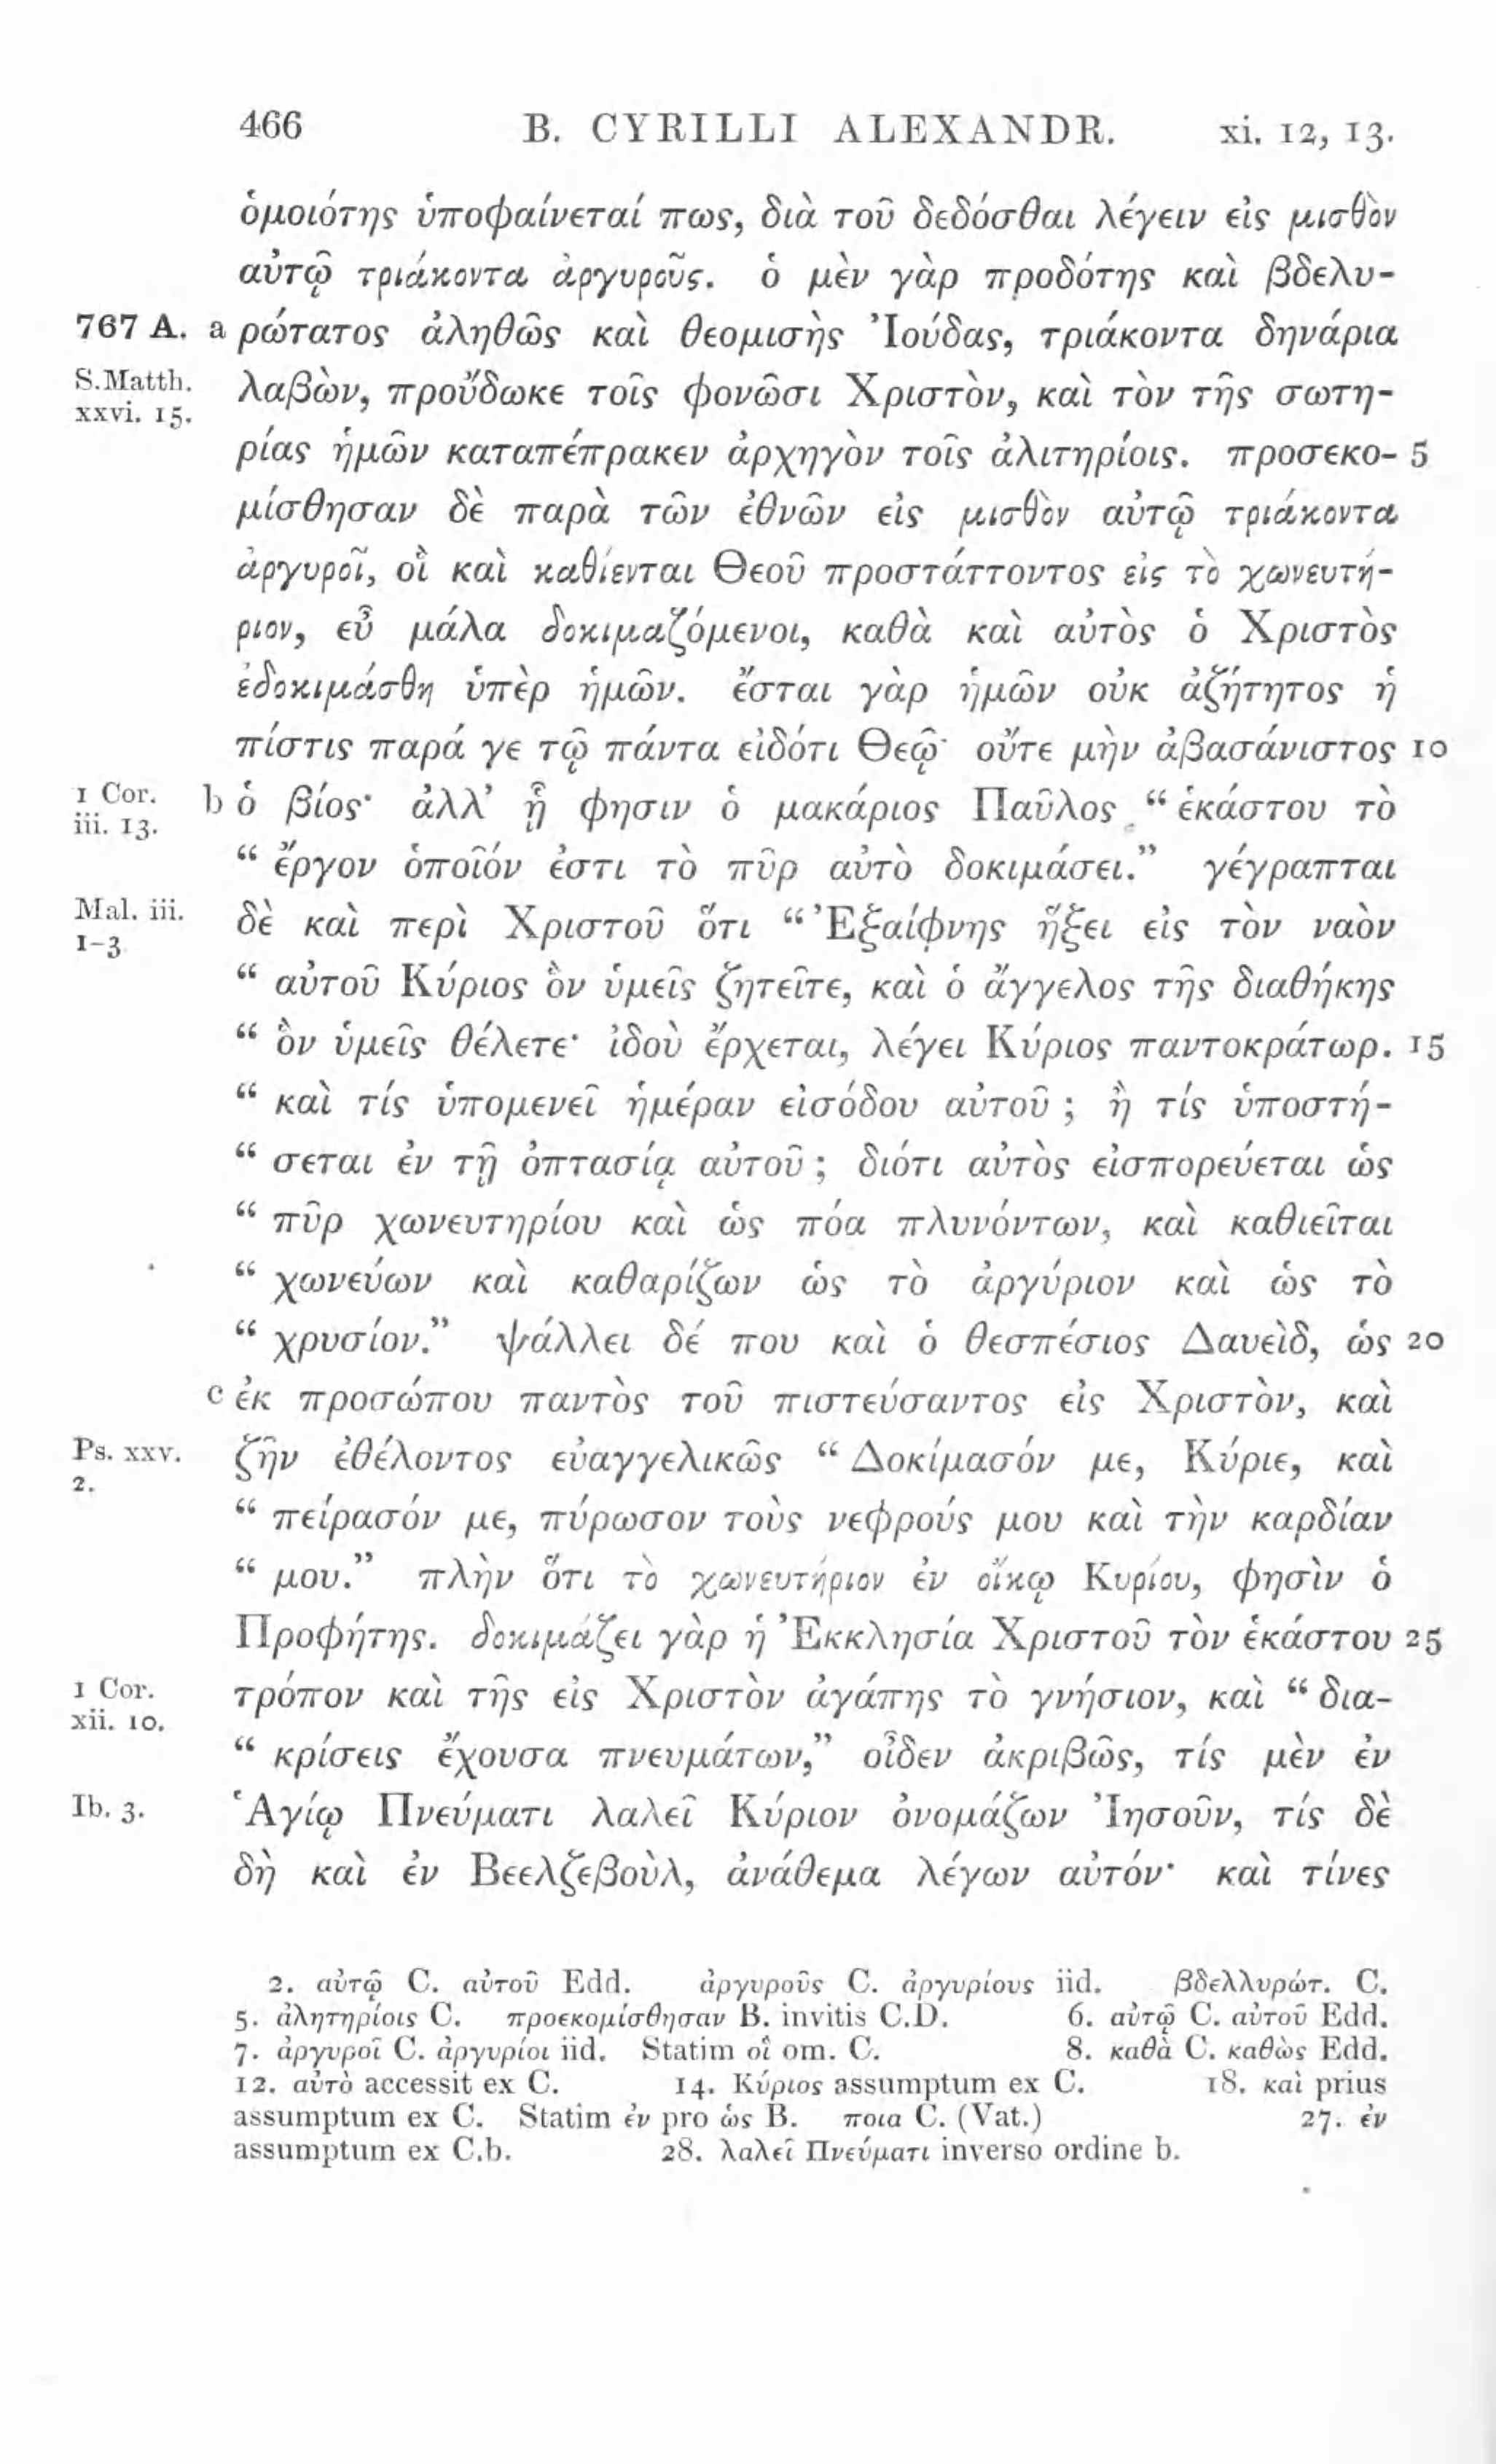 466 B. CYRILLI ALEXANDR. xi. 12, 13.
ὁμοιότης ὑποφαίνεταί πως, διὰ τοῦ δεδόσθαι λέγειν εἰς μισθὸν
αὐτῷ τριάκοντα ἀργυροῦς. ὁ μὲν γὰρ προδότης καὶ βδελυ-
767 A. a ρώτατος ἀληθῶς καὶ θεομισὴς Ἰούδας, τριάκοντα δηνάρια
S.Matth. xxvi. 15. λαβὼν, προὔδωκε τοῖς φονῶσι Χριστὸν, καὶ τὸν τῆς σωτη-
ρίας ἡμῶν καταπέπρακεν ἀρχηγὸν τοῖς ἀλιτηρίοις. προσεκο- 5
μίσθησαν δὲ παρὰ τῶν ἐθνῶν εἰς μισθὸν αὐτῷ τριάκοντα
ἀργυροῖ, οἳ καὶ καθίενται Θεοῦ προστάττοντος εἰς τὸ χωνευτή-
ριον, εὖ μάλα δοκιμαζόμενοι, καθὰ καὶ αὐτὸς ὁ Χριστὸς
ἐδοκιμάσθη ὑπὲρ ἡμῶν. ἔσται γὰρ ἡμῶν οὐκ ἀζήτητος ἡ
πίστις παρά γε τῷ πάντα εἰδότι Θεῷ· οὔτε μὴν ἀβασάνιστος 10
1 Cor. iii. 13. b ὁ βίος· ἀλλ’ ᾗ φησιν ὁ μακάριος Παῦλος “ ἑκάστου τὸ
“ ἔργον ὁποῖόν ἐστι τὸ πῦρ αὐτὸ δοκιμάσει.” γέγραπται
Mal. iii. 1-3 δὲ καὶ περὶ Χριστοῦ ὅτι “ Ἐξαίφνης ἥξει εἰς τὸν ναὸν
“ αὐτοῦ Κύριος ὃν ὑμεῖς ζητεῖτε, καὶ ὁ ἄγγελος τῆς διαθήκης
“ ὃν ὑμεῖς θέλετε· ἰδοὺ ἔρχεται, λέγει Κύριος παντοκράτωρ. 15
“ καὶ τίς ὑπομενεῖ ἡμέραν εἰσόδου αὐτοῦ ; ἢ τίς ὑποστή-
“ σεται ἐν τῇ ὀπτασίᾳ αὐτοῦ ; διότι αὐτὸς εἰσπορεύεται ὡς
“ πῦρ χωνευτηρίου καὶ ὡς πόα πλυνόντων, καὶ καθιεῖται
“ χωνεύων καὶ καθαρίζων ὡς τὸ ἀργύριον καὶ ὡς τὸ
“ χρυσίον.” ψάλλει δέ που καὶ ὁ θεσπέσιος Δαυεὶδ, ὡς 20
c ἐκ προσώπου παντὸς τοῦ πιστεύσαντος εἰς Χριστὸν, καὶ
Ps. xxv. 2. ζῆν ἐθέλοντος εὐαγγελικῶς “ Δοκίμασόν με, Κύριε, καὶ
“ πείρασόν με, πύρωσον τοὺς νεφρούς μου καὶ τὴν καρδίαν
“ μου.” πλὴν ὅτι τὸ χωνευτήριον ἐν οἴκῳ Κυρίου, φησὶν ὁ
Προφήτης. δοκιμάζει γὰρ ἡ Ἐκκλησία Χριστοῦ τὸν ἑκάστου 25
1 Cor. xii. 10. τρόπον καὶ τῆς εἰς Χριστὸν ἀγάπης τὸ γνήσιον, καὶ “ δια-
“ κρίσεις ἔχουσα πνευμάτων,” οἶδεν ἀκριβῶς, τίς μὲν ἐν
Ib. 3. Ἁγίῳ Πνεύματι λαλεῖ Κύριον ὀνομάζων Ἰησοῦν, τίς δὲ
δὴ καὶ ἐν Βεελζεβοὺλ, ἀνάθεμα λέγων αὐτόν· καὶ τίνες
2. αὐτῷ C. αὐτοῦ Edd. ἀργυροῦς C. ἀργυρίους iid. βδελλυρώτ. C.
5. ἀλητηρίοις C. προεκομίσθησαν B. invitis C.D. 6. αὐτῷ C. αὐτοῦ Edd.
7. ἀργυροῖ C. ἀργυρίοι iid. Statim οἳ om. C. 8. καθὰ C. καθὼς Edd.
12. αὐτὸ accessit ex C. 14. Κύριος assumptum ex C. 18. καὶ prius
assumptum ex C. Statim ἐν pro ὡς B. ποια C. (Vat.) 27. ἐν
assumptum ex C.b. 28. λαλεῖ Πνεύματι inverso ordine b.